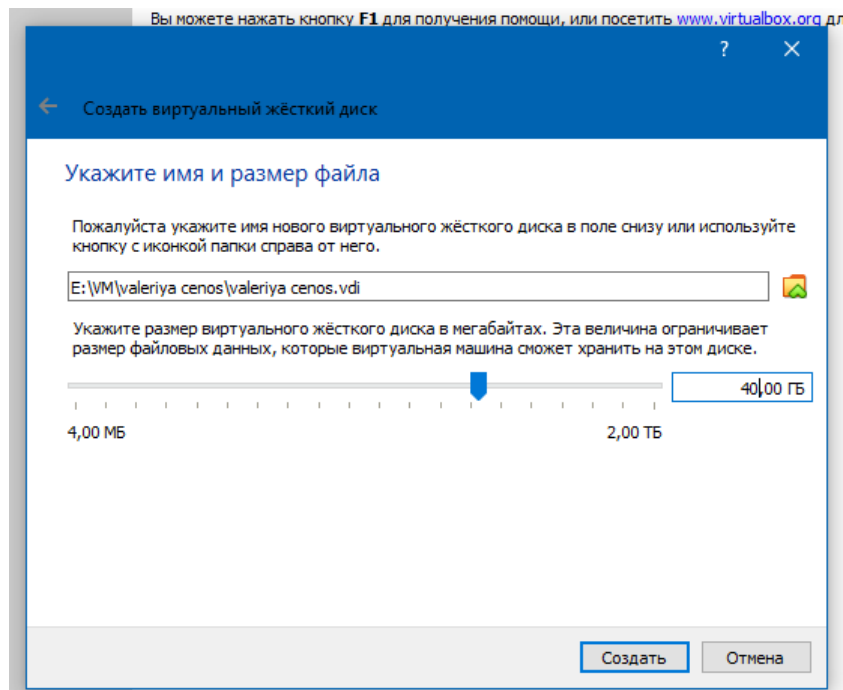 Вы можете нажать кнопку F1 для получения помощи, или посетить www.virtualbox.org дл
?
Создать виртуальный жёсткий диск
Укажите имя и размер файла
Пожалуйста укажите имя нового виртуального жёсткого диска в поле снизу или используйте
кнопку с иконкой папки справа от него.
E:\VM\valeriya cenos\valeriya cenos.vdi
Укажите размер виртуального жёсткого диска в мегабайтах. Эта величина ограничивает
размер файловых данных, которые виртуальная машина сможет хранить на этом диске.
40,00 ГБ
4,00 МБ 2,00 ТБ
Создать Отмена